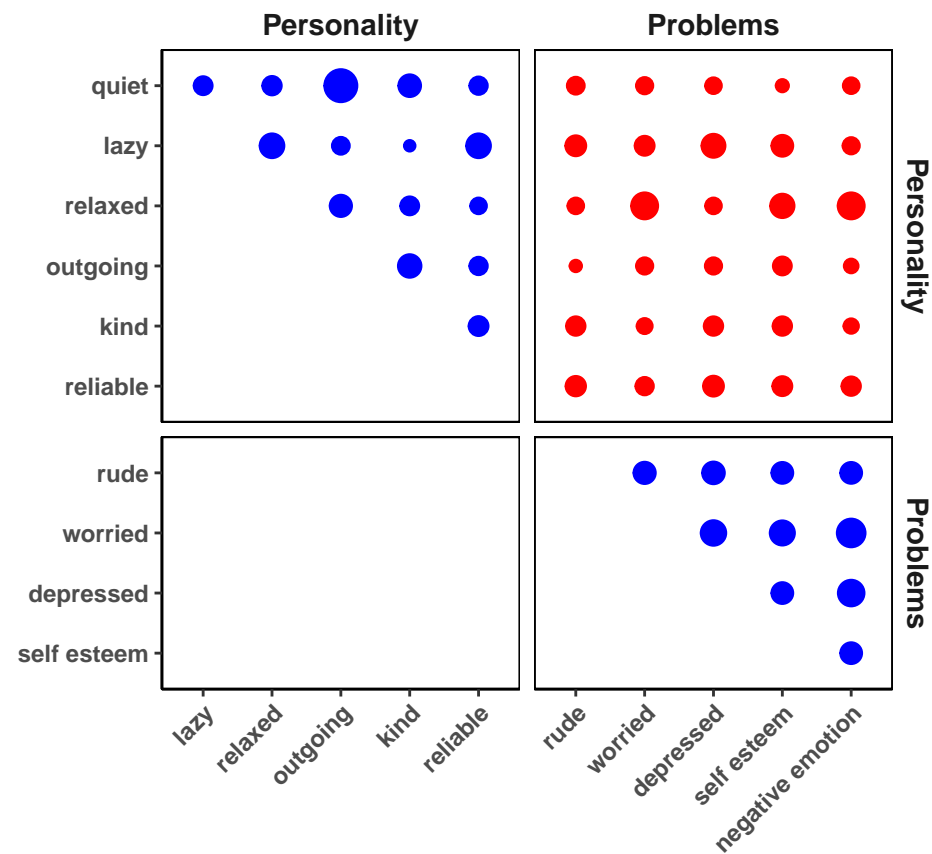 Personality
Problems
quiet
lazy
relaxed
outgoing
kind
reliable
Personality
rude
worried
depressed
self esteem
Problems
lazy
relaxed
outgoing
kind
reliable
rude
worried
depressed
self esteem
negative emotion